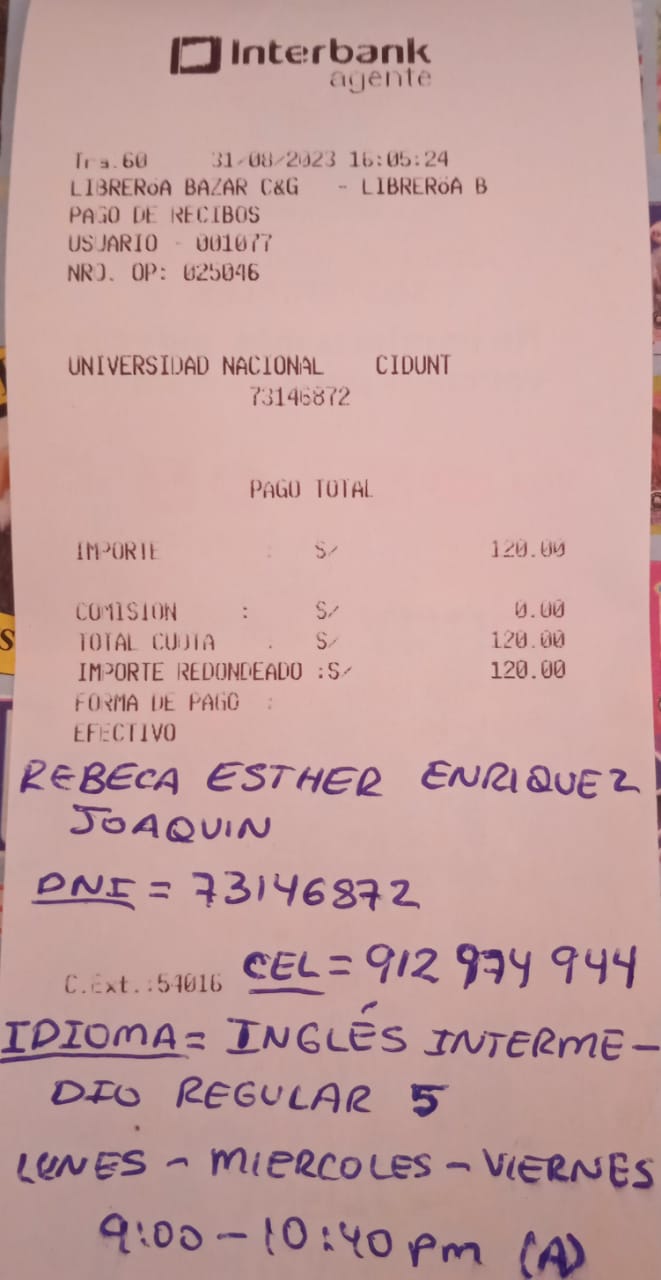 Interbank
agente
Tra.60 31/08/2023 16:05:24
LIBRERóA BAZAR C&G - LIBRERóA B
PAGO DE RECIBOS
USUARIO - 001077
NRO. OP: 025046
UNIVERSIDAD NACIONAL CIDUNT
73146872
PAGO TOTAL
IMPORTE : S/ 120.00
COMISION : S/ 0.00
TOTAL CUOTA : S/ 120.00
IMPORTE REDONDEADO :S/ 120.00
FORMA DE PAGO :
EFECTIVO
REBECA ESTHER ENRIQUEZ
JOAQUIN
DNI = 73146872
CEL = 912 974 944
C.Ext.:54016
IDIOMA = INGLÉS INTERME-
DIO REGULAR 5
LUNES - MIERCOLES - VIERNES
9:00 - 10:40 pm (A)